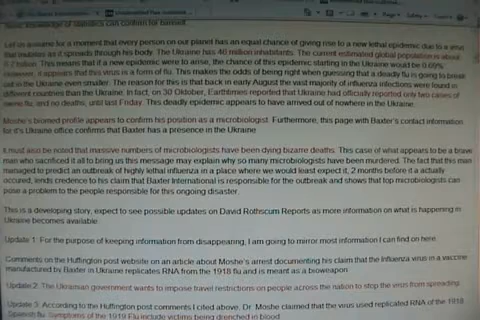 knowledge of statistics can confirm for himself.
Let us assume for a moment that every person on our planet has an equal chance of giving rise to a new lethal epidemic due to a virus
that mutates as it spreads through his body. The Ukraine has 46 million inhabitants. The current estimated global population is about
billion. This means that if a new epidemic were to arise, the chance of this epidemic starting in the Ukraine would be 0.69%.
However, it appears that this virus is a form of flu. This makes the odds of being right when guessing that a deadly flu is going to break
out in the Ukraine even smaller. The reason for this is that back in early August the vast majority of influenza infections were found in
different countries than the Ukraine. In fact, on 30 Oktober, Earthtimes reported that Ukraine had officially reported only two cases of
swine flu, and no deaths, until last Friday. This deadly epidemic appears to have arrived out of nowhere in the Ukraine.
Moshe's biomed profile appears to confirm his position as a microbiologist. Furthermore, this page with Baxter's contact information
for it's Ukraine office confirms that Baxter has a presence in the Ukraine
It must also be noted that massive numbers of microbiologists have been dying bizarre deaths. This case of what appears to be a brave
man who sacrificed it all to bring us this message may explain why so many microbiologists have been murdered. The fact that this man
managed to predict an outbreak of highly lethal influenza in a place where we would least expect it, 2 months before it a actually
occured, lends credence to his claim that Baxter International is responsible for the outbreak and shows that top microbiologists can
pose a problem to the people responsible for this ongoing disaster.
This is a developing story, expect to see possible updates on David Rothscum Reports as more information on what is happening in
Ukraine becomes available.
Update 1: For the purpose of keeping information from disappearing, I am going to mirror most information I can find on here.
Comments on the Huffington post website on an article about Moshe's arrest documenting his claim that the influenza virus in a vaccine
manufactured by Baxter in Ukraine replicates RNA from the 1918 flu and is meant as a bioweapon
Update 2: The Ukrainian government wants to impose travel restrictions on people across the nation to stop the virus from spreading.
Update 3: According to the Huffington post comments I cited above, Dr. Moshe claimed that the virus used replicated RNA of the 1918
Spanish flu. Symptoms of the 1919 Flu include victims being drenched in blood